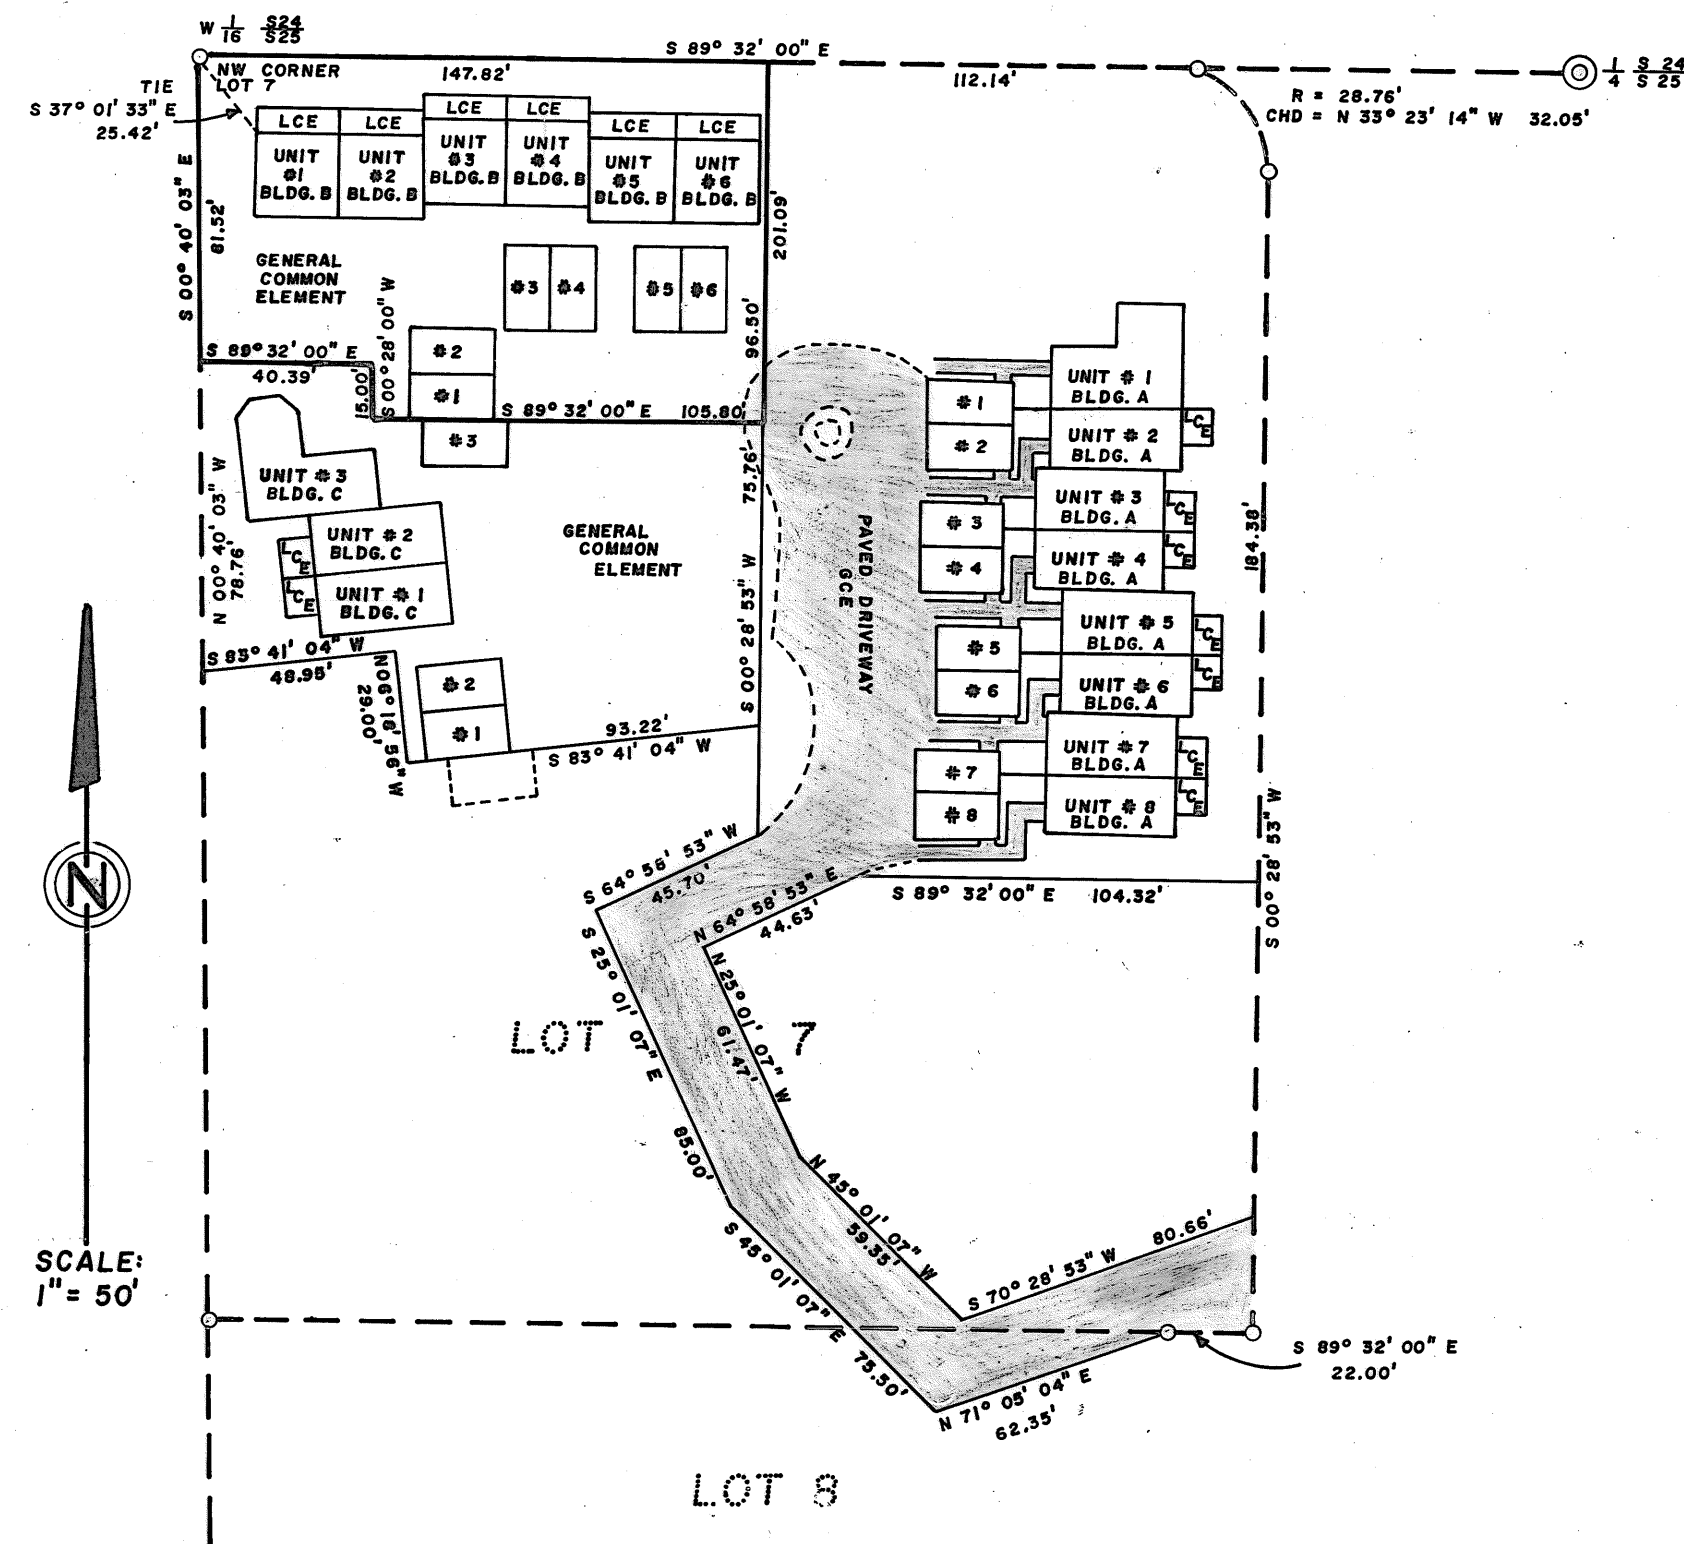 W 1/16 S24/S25
S 89° 32' 00" E
NW CORNER
LOT 7
147.82'
112.14'
1/4 S 24/S 25
R = 28.76'
CHD = N 33° 23' 14" W 32.05'
TIE
S 37° 01' 33" E
25.42'
LCE
LCE
LCE
LCE
LCE
LCE
UNIT
#1
BLDG. B
UNIT
#2
BLDG. B
UNIT
#3
BLDG. B
UNIT
#4
BLDG. B
UNIT
#5
BLDG. B
UNIT
#6
BLDG. B
S 00° 40' 03" E
81.52'
201.09'
GENERAL
COMMON
ELEMENT
#3 #4
#5 #6
S 00° 28' 00" W
15.00'
96.50'
S 89° 32' 00" E
40.39'
#2
#1
S 89° 32' 00" E 105.80'
#3
75.76'
UNIT #3
BLDG. C
UNIT #2
BLDG. C
UNIT #1
BLDG. C
LCE
LCE
N 00° 40' 03" W
78.76'
GENERAL
COMMON
ELEMENT
S 00° 28' 53" W
PAVED DRIVEWAY
GCE
#1
#2
#3
#4
#5
#6
#7
#8
UNIT #1
BLDG. A
UNIT #2
BLDG. A
LCE
UNIT #3
BLDG. A
LCE
UNIT #4
BLDG. A
LCE
UNIT #5
BLDG. A
LCE
UNIT #6
BLDG. A
LCE
UNIT #7
BLDG. A
LCE
UNIT #8
BLDG. A
LCE
184.38'
S 83° 41' 04" W
48.95'
N06° 18' 56" W
29.00'
#2
#1
93.22'
S 83° 41' 04" W
S 64° 58' 53" W
45.70'
N 64° 58' 53" E
44.63'
S 89° 32' 00" E 104.32'
S 00° 28' 53" W
N
SCALE:
1" = 50'
S 25° 01' 07" E
85.00'
N 25° 01' 07" W
61.47'
LOT 7
N 45° 01' 07" W
59.35'
S 45° 01' 07" E
75.50'
S 70° 28' 53" W
80.66'
N 71° 05' 04" E
62.35'
S 89° 32' 00" E
22.00'
LOT 8